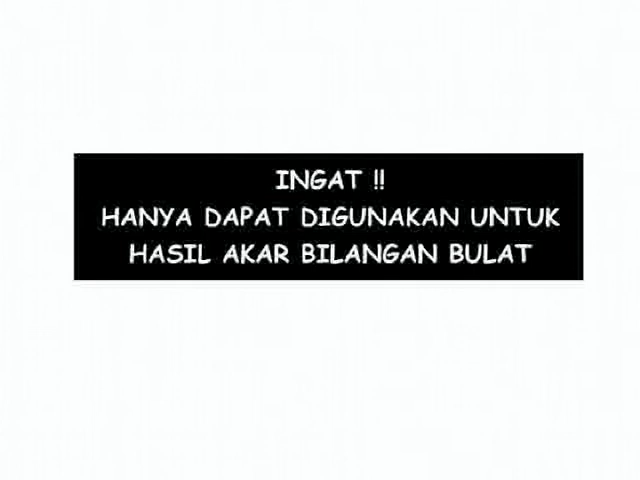 INGAT !!
HANYA DAPAT DIGUNAKAN UNTUK
HASIL AKAR BILANGAN BULAT